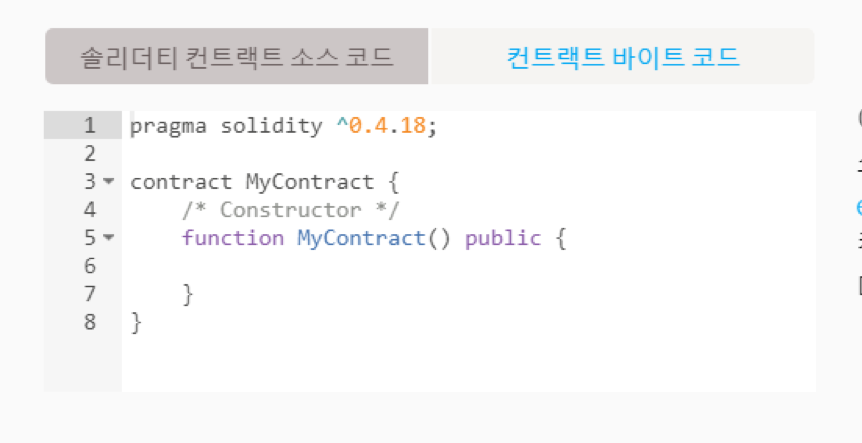 솔리더티 컨트랙트 소스 코드 컨트랙트 바이트 코드
1 pragma solidity ^0.4.18;
2
3 contract MyContract {
4 /* Constructor */
5 function MyContract() public {
6
7 }
8 }